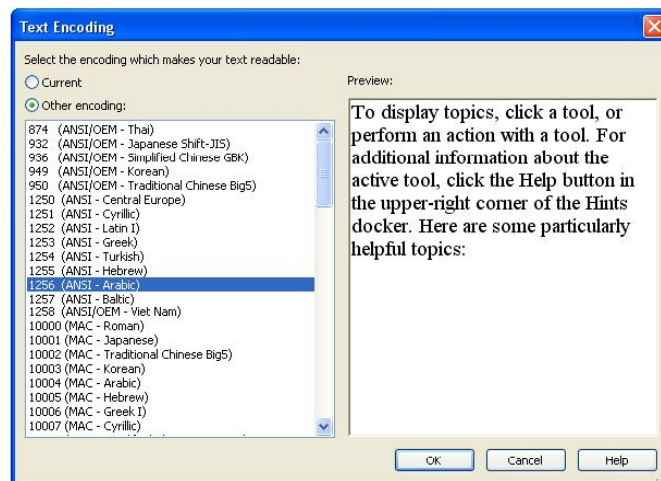 Text Encoding
Select the encoding which makes your text readable:
Current
Other encoding:
874 (ANSI/OEM - Thai)
932 (ANSI/OEM - Japanese Shift-JIS)
936 (ANSI/OEM - Simplified Chinese GBK)
949 (ANSI/OEM - Korean)
950 (ANSI/OEM - Traditional Chinese Big5)
1250 (ANSI - Central Europe)
1251 (ANSI - Cyrillic)
1252 (ANSI - Latin I)
1253 (ANSI - Greek)
1254 (ANSI - Turkish)
1255 (ANSI - Hebrew)
1256 (ANSI - Arabic)
1257 (ANSI - Baltic)
1258 (ANSI/OEM - Viet Nam)
10000 (MAC - Roman)
10001 (MAC - Japanese)
10002 (MAC - Traditional Chinese Big5)
10003 (MAC - Korean)
10004 (MAC - Arabic)
10005 (MAC - Hebrew)
10006 (MAC - Greek I)
10007 (MAC - Cyrillic)
Preview:
To display topics, click a tool, or
perform an action with a tool. For
additional information about the
active tool, click the Help button in
the upper-right corner of the Hints
docker. Here are some particularly
helpful topics:
OK
Cancel
Help